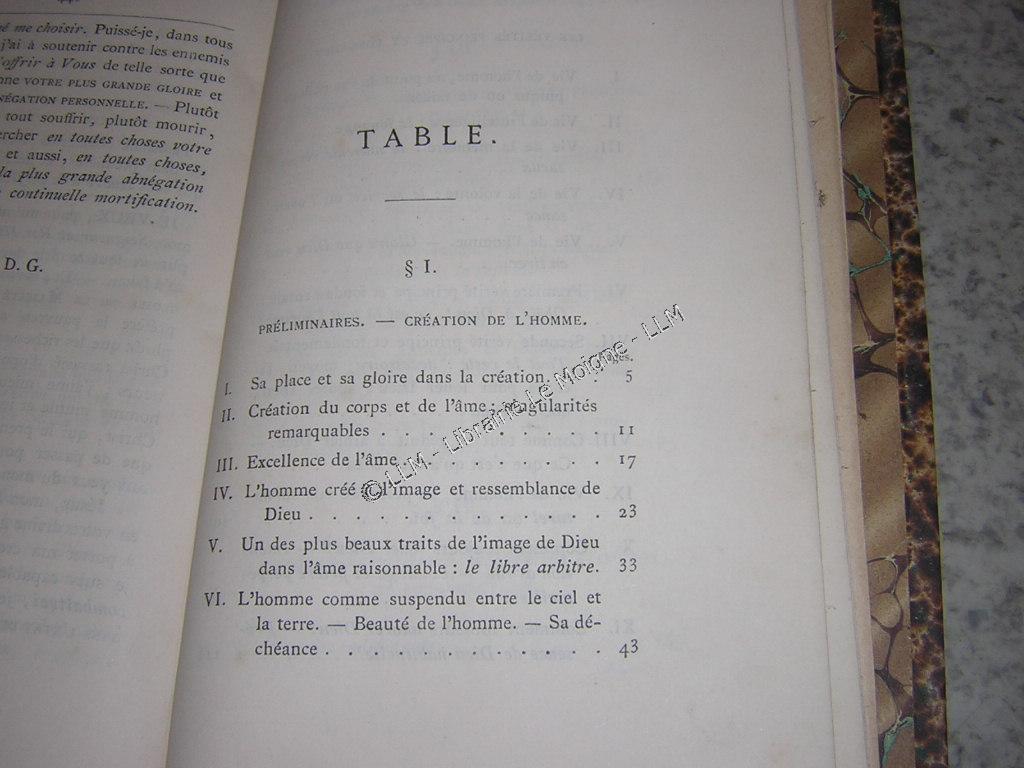 é me choisir. Puissé-je, dans tous
j'ai à soutenir contre les ennemis
offrir à Vous de telle sorte que
VOTRE PLUS GRANDE GLOIRE et
NÉGATION PERSONNELLE. — Plutôt
tout souffrir, plutôt mourir,
ercher en toutes choses votre
et aussi, en toutes choses,
la plus grande abnégation
continuelle mortification.
D. G.
TABLE.
§ I.
PRÉLIMINAIRES. — CRÉATION DE L'HOMME.
I. Sa place et sa gloire dans la création. . . 5
II. Création du corps et de l'âme; singularités
remarquables . . . . . . . . . . 11
III. Excellence de l'âme . . . . . . . . . 17
IV. L'homme créé à l'image et ressemblance de
Dieu . . . . . . . . . . . . . 23
V. Un des plus beaux traits de l'image de Dieu
dans l'âme raisonnable : le libre arbitre. 33
VI. L'homme comme suspendu entre le ciel et
la terre. — Beauté de l'homme. — Sa dé-
chéance . . . . . . . . . . . . 43
© LLM - Librairie Le Moigne - LLM